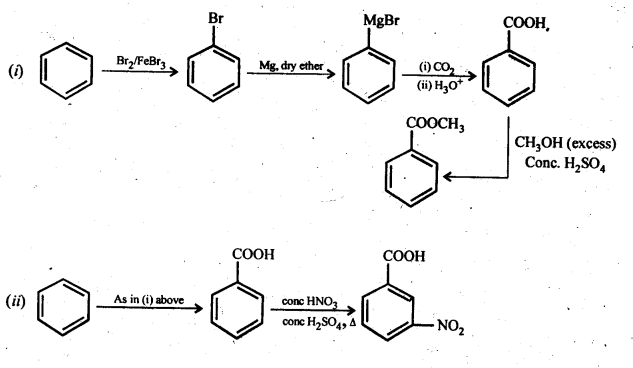 Br
MgBr
COOH,
(i)
Br₂/FeBr₃
Mg, dry ether
(i) CO₂
(ii) H₃O⁺
COOCH₃
CH₃OH (excess)
Conc. H₂SO₄
COOH
COOH
(ii)
As in (i) above
conc HNO₃
conc H₂SO₄, Δ
NO₂